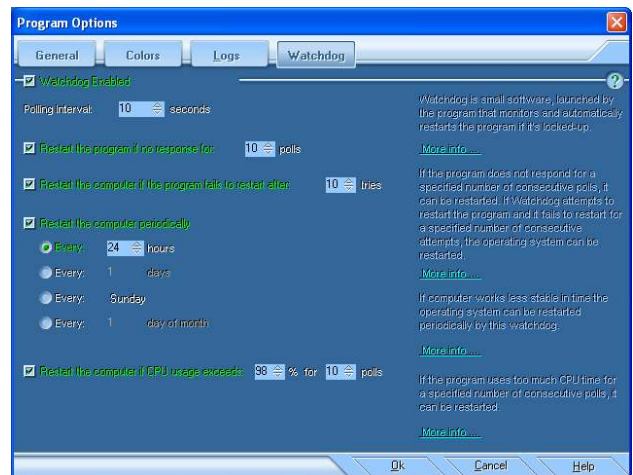 Program Options
General Colors Logs Watchdog
Watchdog Enabled
Polling Interval: 10 seconds
Restart the program if no response for: 10 polls
Restart the computer if the program fails to restart after: 10 tries
Restart the computer periodically
Every: 24 hours
Every: 1 days
Every: Sunday
Every: 1 day of month
Restart the computer if CPU usage exceeds: 98 % for 10 polls
Watchdog is small software, launched by
the program that monitors and automatically
restarts the program if it's locked-up.
More info ...
If the program does not respond for a
specified number of consecutive polls, it
can be restarted. If Watchdog attempts to
restart the program and it fails to restart for
a specified number of consecutive
attempts, the operating system can be
restarted.
More info ...
If computer works less stable in time the
operating system can be restarted
periodically by this watchdog.
More info ...
If the program uses too much CPU time for
a specified number of consecutive polls, it
can be restarted.
More info ...
Ok Cancel Help